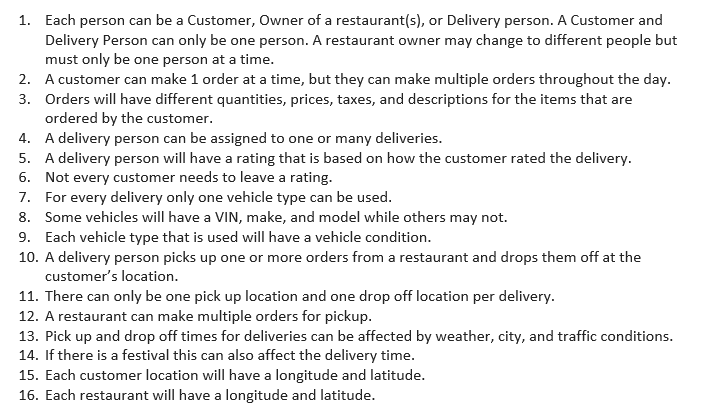 1. Each person can be a Customer, Owner of a restaurant(s), or Delivery person. A Customer and
Delivery Person can only be one person. A restaurant owner may change to different people but
must only be one person at a time.
2. A customer can make 1 order at a time, but they can make multiple orders throughout the day.
3. Orders will have different quantities, prices, taxes, and descriptions for the items that are
ordered by the customer.
4. A delivery person can be assigned to one or many deliveries.
5. A delivery person will have a rating that is based on how the customer rated the delivery.
6. Not every customer needs to leave a rating.
7. For every delivery only one vehicle type can be used.
8. Some vehicles will have a VIN, make, and model while others may not.
9. Each vehicle type that is used will have a vehicle condition.
10. A delivery person picks up one or more orders from a restaurant and drops them off at the
customer's location.
11. There can only be one pick up location and one drop off location per delivery.
12. A restaurant can make multiple orders for pickup.
13. Pick up and drop off times for deliveries can be affected by weather, city, and traffic conditions.
14. If there is a festival this can also affect the delivery time.
15. Each customer location will have a longitude and latitude.
16. Each restaurant will have a longitude and latitude.